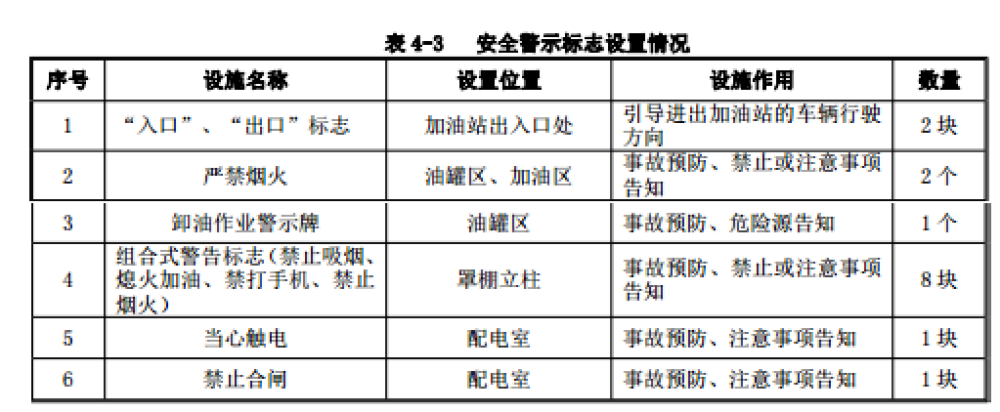 表 4-3 安全警示标志设置情况
序号 设施名称 设置位置 设施作用 数量
1 “入口”、“出口”标志 加油站出入口处 引导进出加油站的车辆行驶方向 2 块
2 严禁烟火 油罐区、加油区 事故预防、禁止或注意事项告知 2 个
3 卸油作业警示牌 油罐区 事故预防、危险源告知 1 个
4 组合式警告标志（禁止吸烟、熄火加油、禁打手机、禁止烟火） 罩棚立柱 事故预防、禁止或注意事项告知 8 块
5 当心触电 配电室 事故预防、注意事项告知 1 块
6 禁止合闸 配电室 事故预防、注意事项告知 1 块